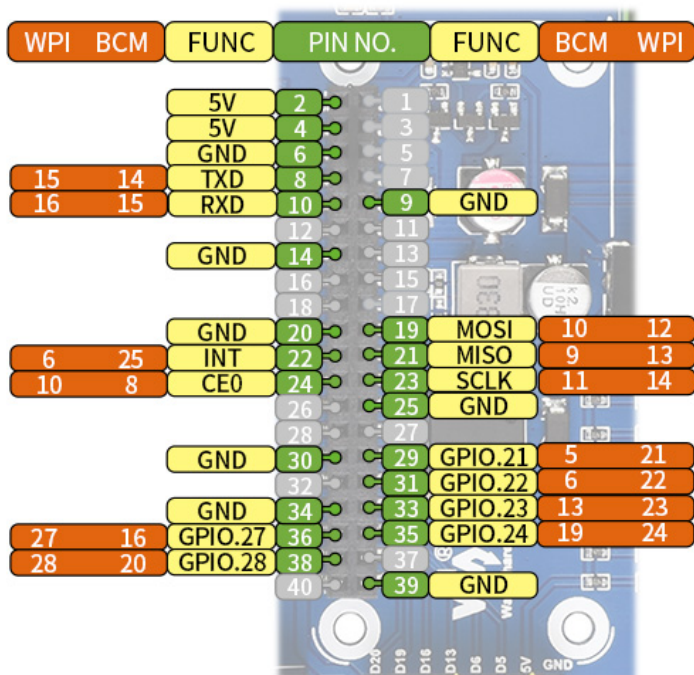 WPI BCM FUNC PIN NO. FUNC BCM WPI
5V 2 1
5V 4 3
GND 6 5
15 14 TXD 8 7
16 15 RXD 10 9 GND
12 11
GND 14 13
16 15
18 17
GND 20 19 MOSI 10 12
6 25 INT 22 21 MISO 9 13
10 8 CE0 24 23 SCLK 11 14
26 25 GND
28 27
GND 30 29 GPIO.21 5 21
32 31 GPIO.22 6 22
GND 34 33 GPIO.23 13 23
27 16 GPIO.27 36 35 GPIO.24 19 24
28 20 GPIO.28 38 37
40 39 GND
D20 D19 D16 D13 D6 D5 5V GND